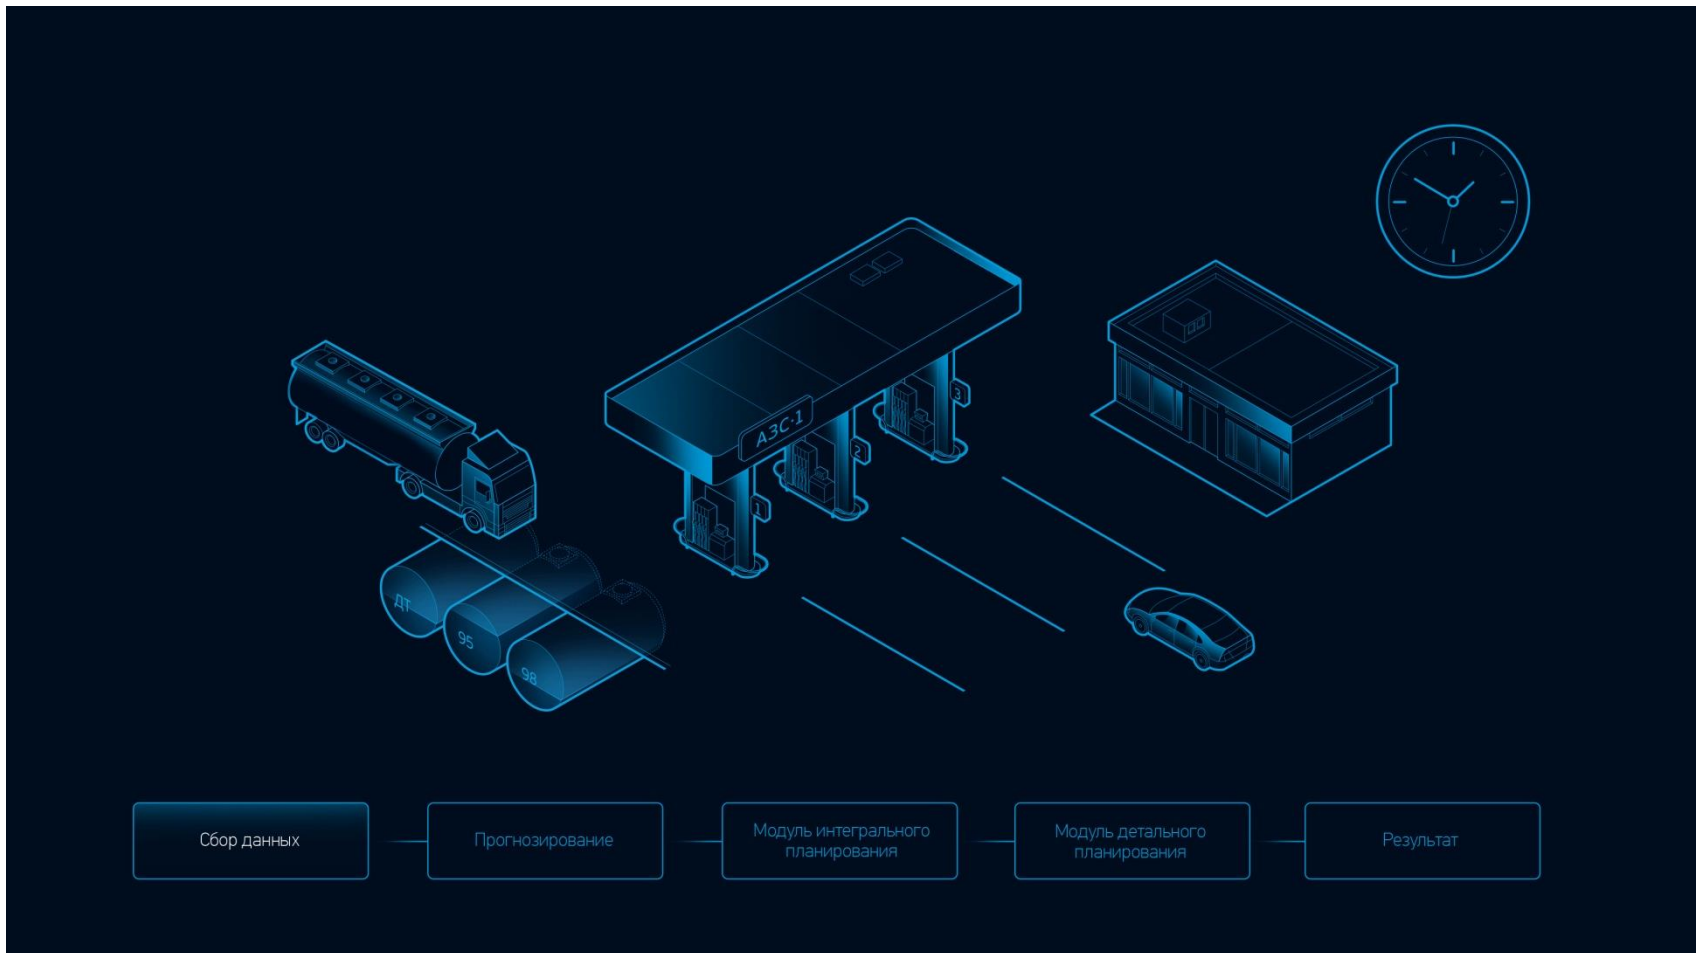 АЗС·1
3
2
1
ДТ
95
98
Сбор данных
Прогнозирование
Модуль интегрального
планирования
Модуль детального
планирования
Результат